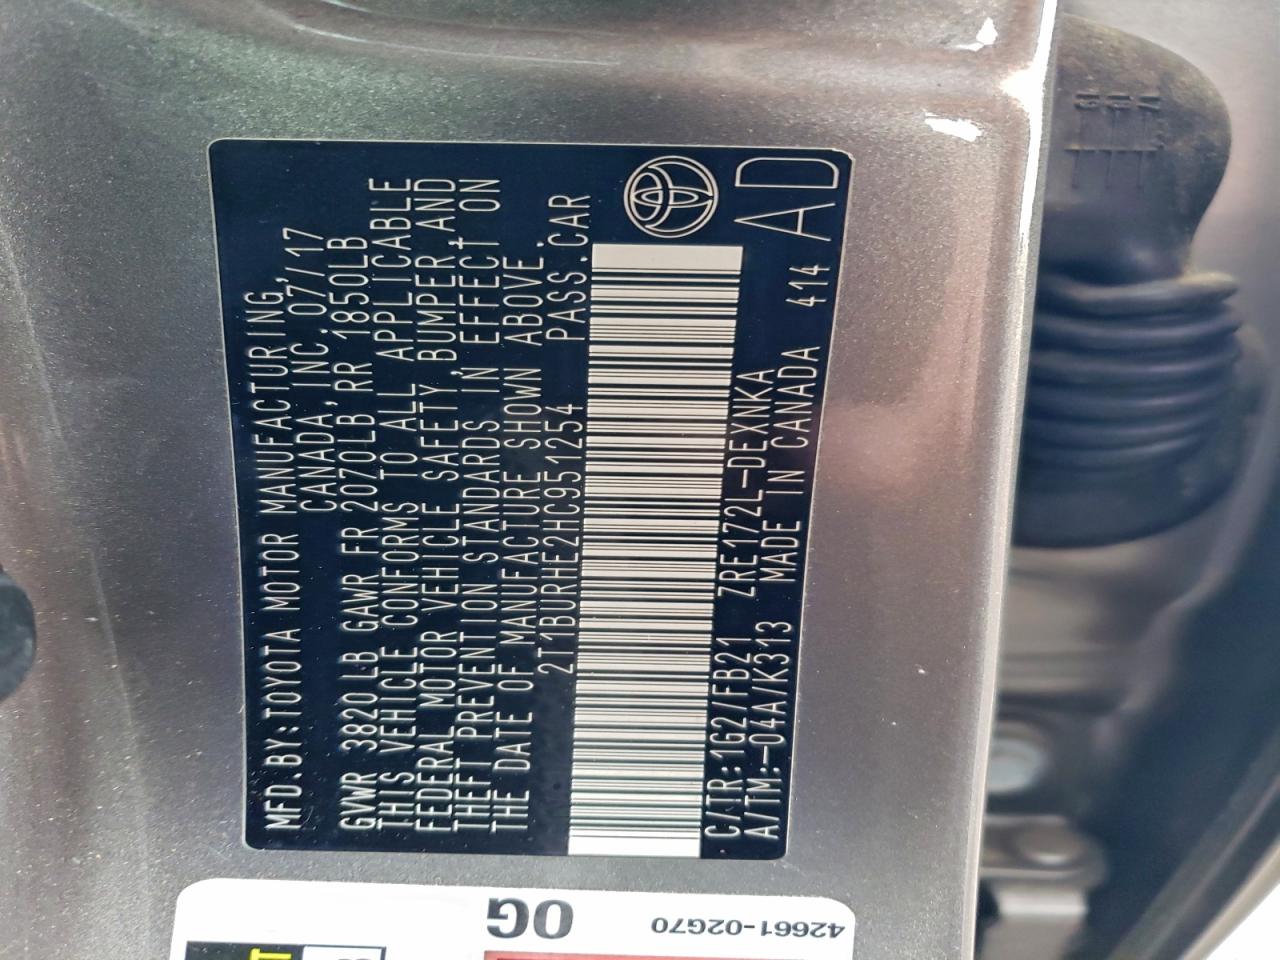 MFD.BY:TOYOTA MOTOR MANUFACTURING,
CANADA, INC. 07/17
GVWR 3820 LB GAWR FR 2070LB RR 1850LB
THIS VEHICLE CONFORMS TO ALL APPLICABLE
FEDERAL MOTOR VEHICLE SAFETY, BUMPER, AND
THEFT PREVENTION STANDARDS IN EFFECT ON
THE DATE OF MANUFACTURE SHOWN ABOVE.
2T1BURHE2HC951254 PASS.CAR
C/TR:1G2/FB21 ZRE172L-DEXNKA
A/TM:-04A/K313 MADE IN CANADA 414
AD
0G
42661-02G70